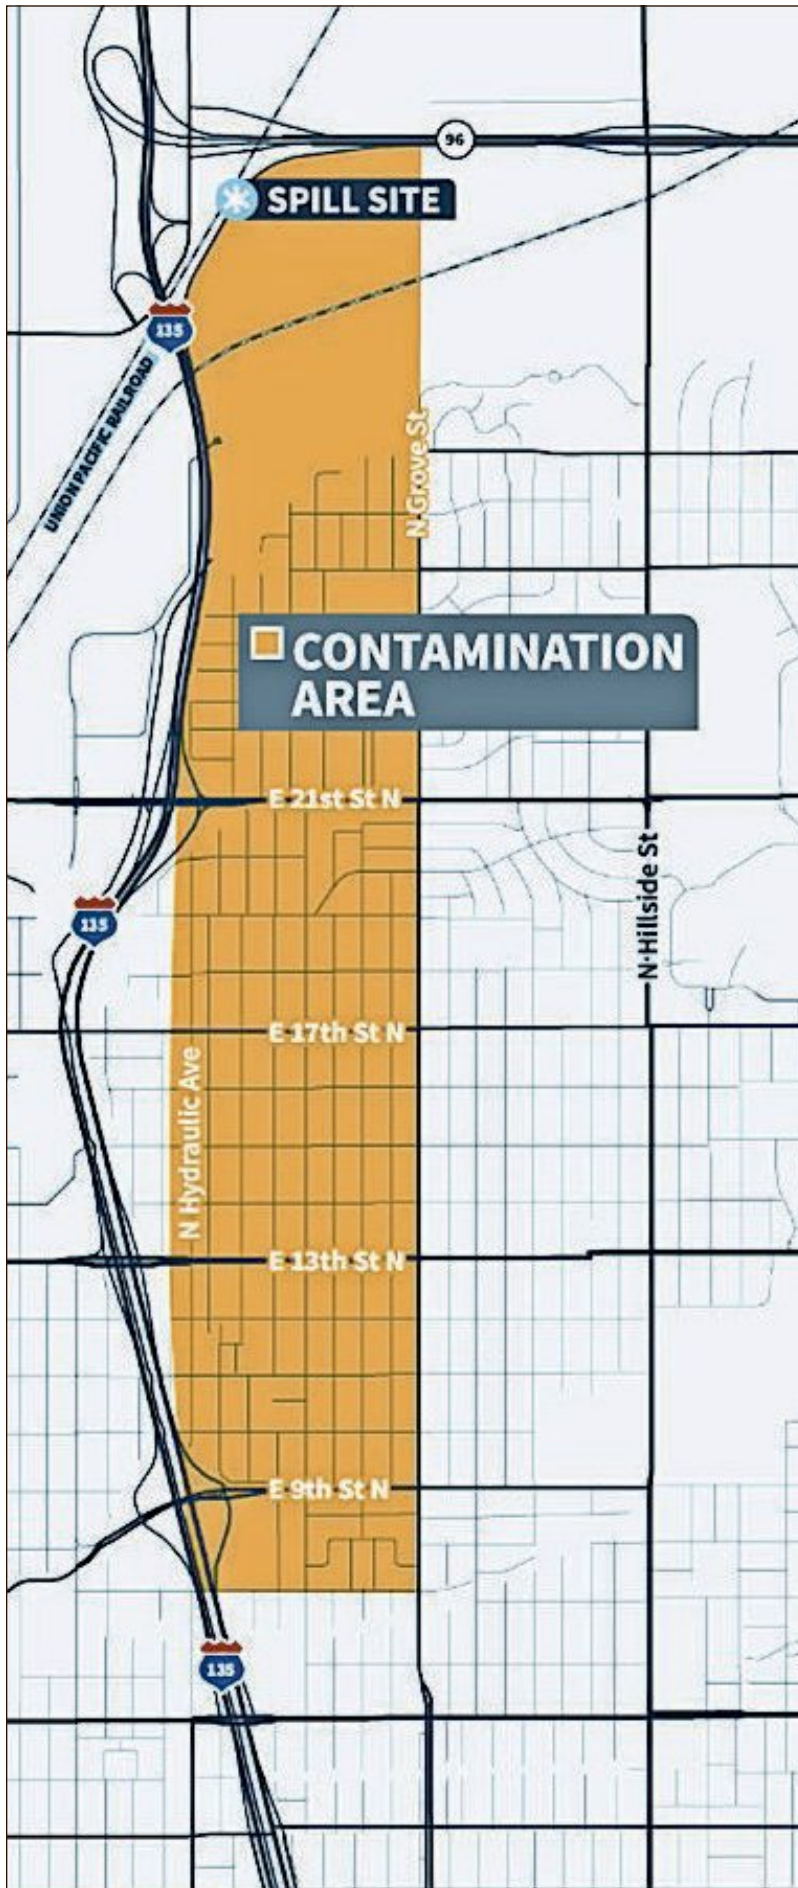 96
SPILL SITE
135
UNION PACIFIC RAILROAD
N Grove St
CONTAMINATION
AREA
E 21st St N
N Hillside St
135
E 17th St N
N Hydraulic Ave
E 13th St N
E 9th St N
135